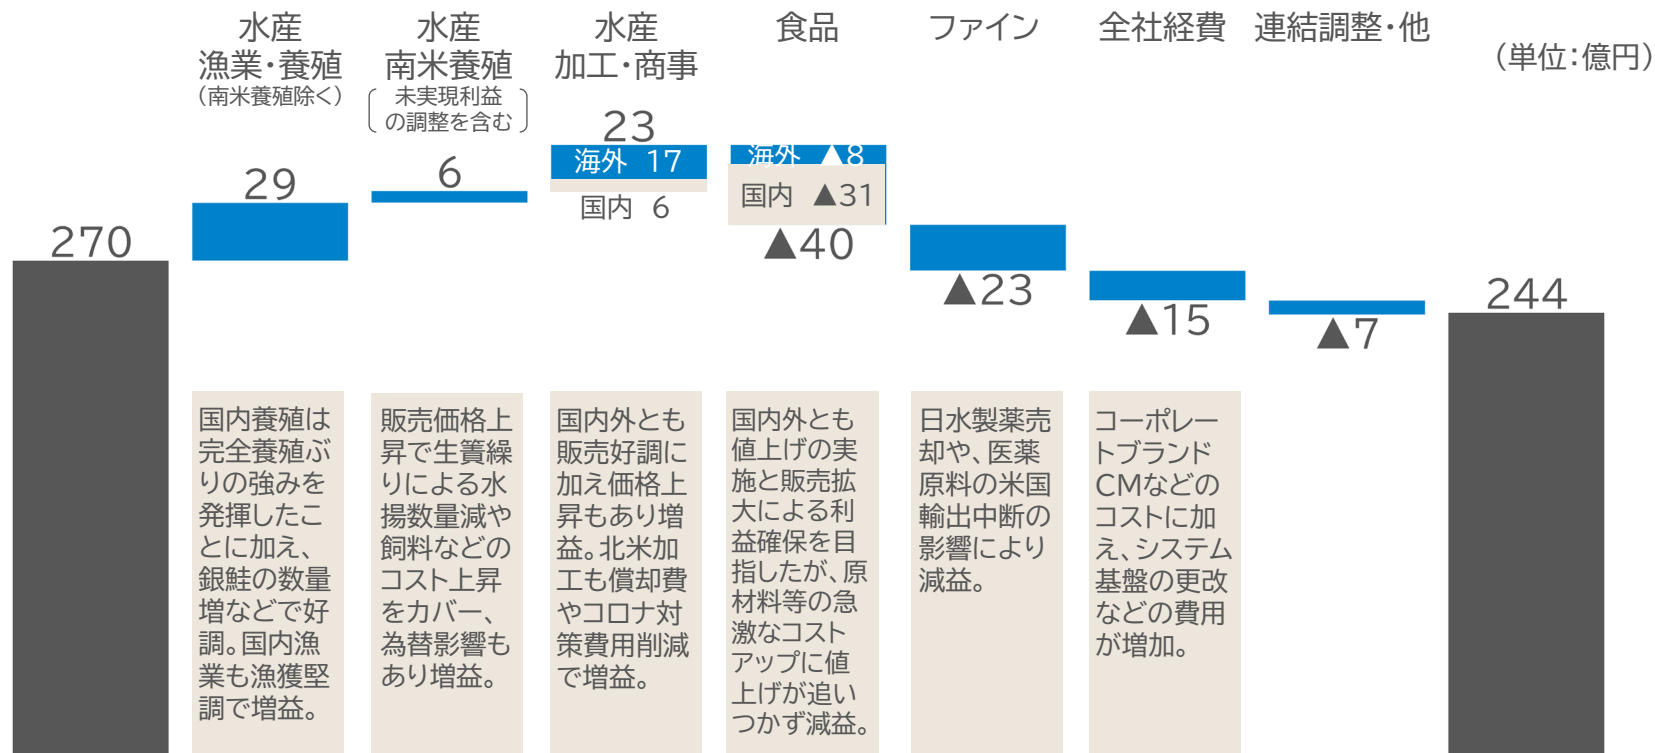 水産
漁業・養殖
（南米養殖除く）
水産
南米養殖
未実現利益
の調整を含む
水産
加工・商事
食品
ファイン
全社経費
連結調整・他
（単位：億円）
270
29
6
23
海外 17
国内 6
海外 ▲8
国内 ▲31
▲40
▲23
▲15
▲7
244
国内養殖は
完全養殖ぶ
りの強みを
発揮したこ
とに加え、
銀鮭の数量
増などで好
調。国内漁
業も漁獲堅
調で増益。
販売価格上
昇で生簀繰
りによる水
揚数量減や
飼料などの
コスト上昇
をカバー、
為替影響も
あり増益。
国内外とも
販売好調に
加え価格上
昇もあり増
益。北米加
工も償却費
やコロナ対
策費用削減
で増益。
国内外とも
値上げの実
施と販売拡
大による利
益確保を目
指したが、原
材料等の急
激なコスト
アップに値
上げが追い
つかず減益。
日水製薬売
却や、医薬
原料の米国
輸出中断の
影響により
減益。
コーポレー
トブランド
CMなどの
コストに加
え、システム
基盤の更改
などの費用
が増加。